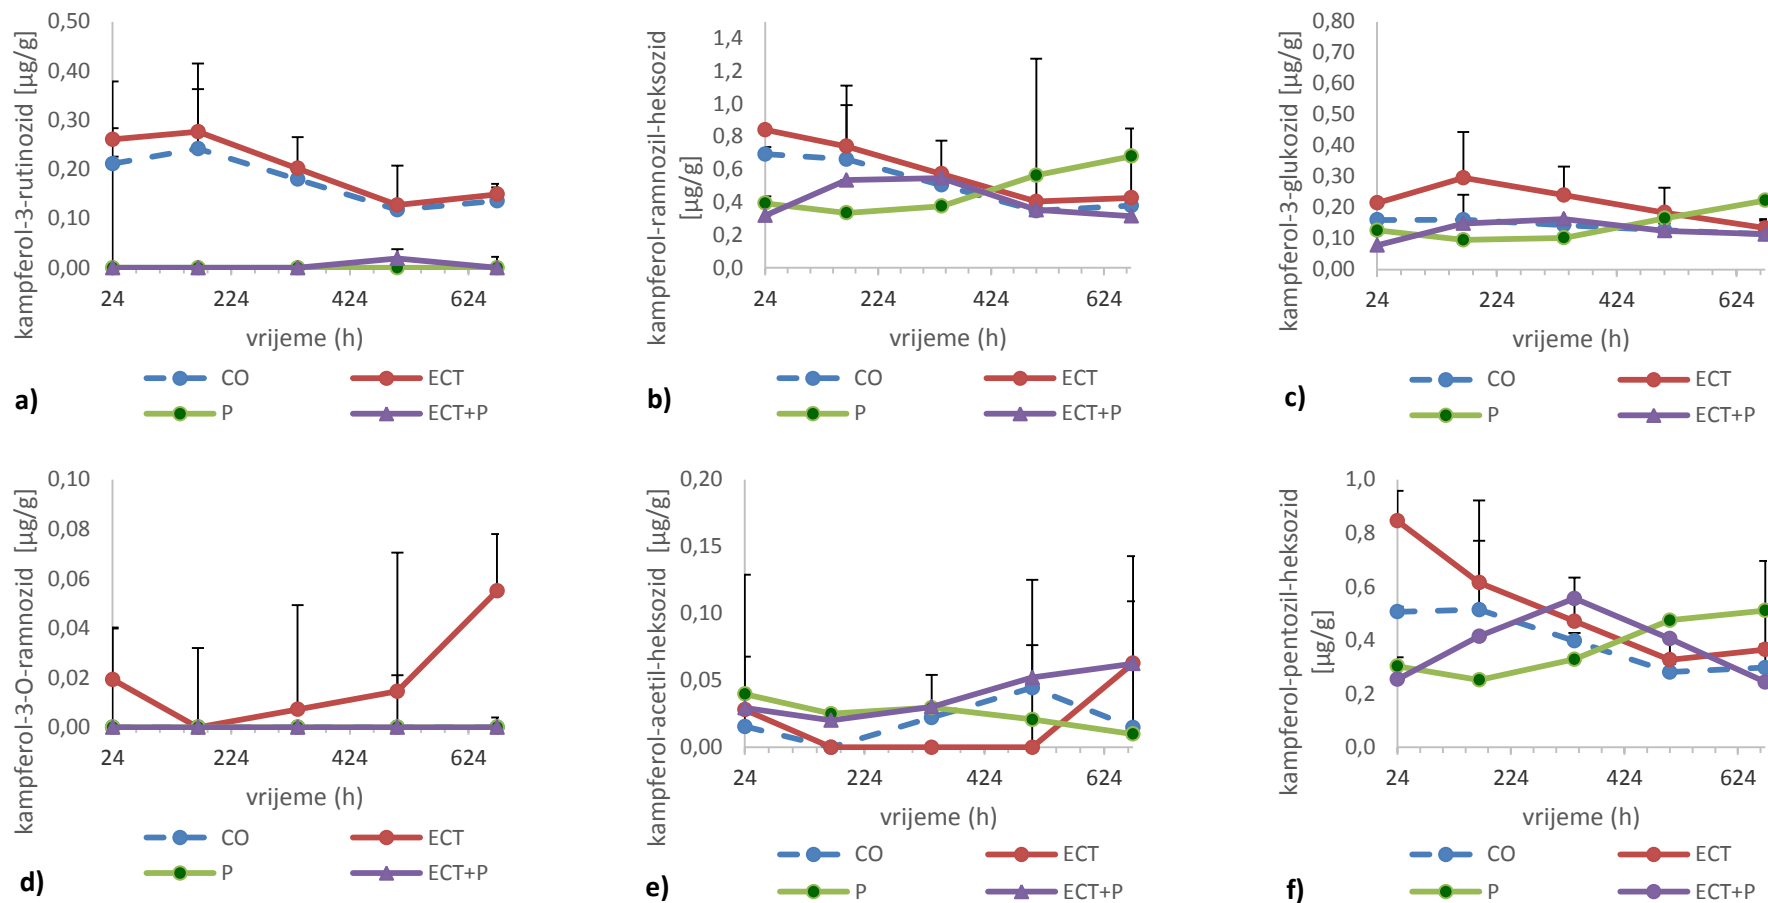 kampferol-3-rutinozid [µg/g]
0,50
0,40
0,30
0,20
0,10
0,00
24 224 424 624
vrijeme (h)
CO ECT
P ECT+P
a)
kampferol-ramnozil-heksozid
[µg/g]
1,4
1,2
1,0
0,8
0,6
0,4
0,2
0,0
24 224 424 624
vrijeme (h)
CO ECT
P ECT+P
b)
kampferol-3-glukozid [µg/g]
0,80
0,70
0,60
0,50
0,40
0,30
0,20
0,10
0,00
24 224 424 624
vrijeme (h)
CO ECT
P ECT+P
c)
kampferol-3-O-ramnozid [µg/g]
0,10
0,08
0,06
0,04
0,02
0,00
24 224 424 624
vrijeme (h)
CO ECT
P ECT+P
d)
kampferol-acetil-heksozid [µg/g]
0,20
0,15
0,10
0,05
0,00
24 224 424 624
vrijeme (h)
CO ECT
P ECT+P
e)
kampferol-pentozil-heksozid
[µg/g]
1,0
0,8
0,6
0,4
0,2
0,0
24 224 424 624
vrijeme (h)
CO ECT
P ECT+P
f)